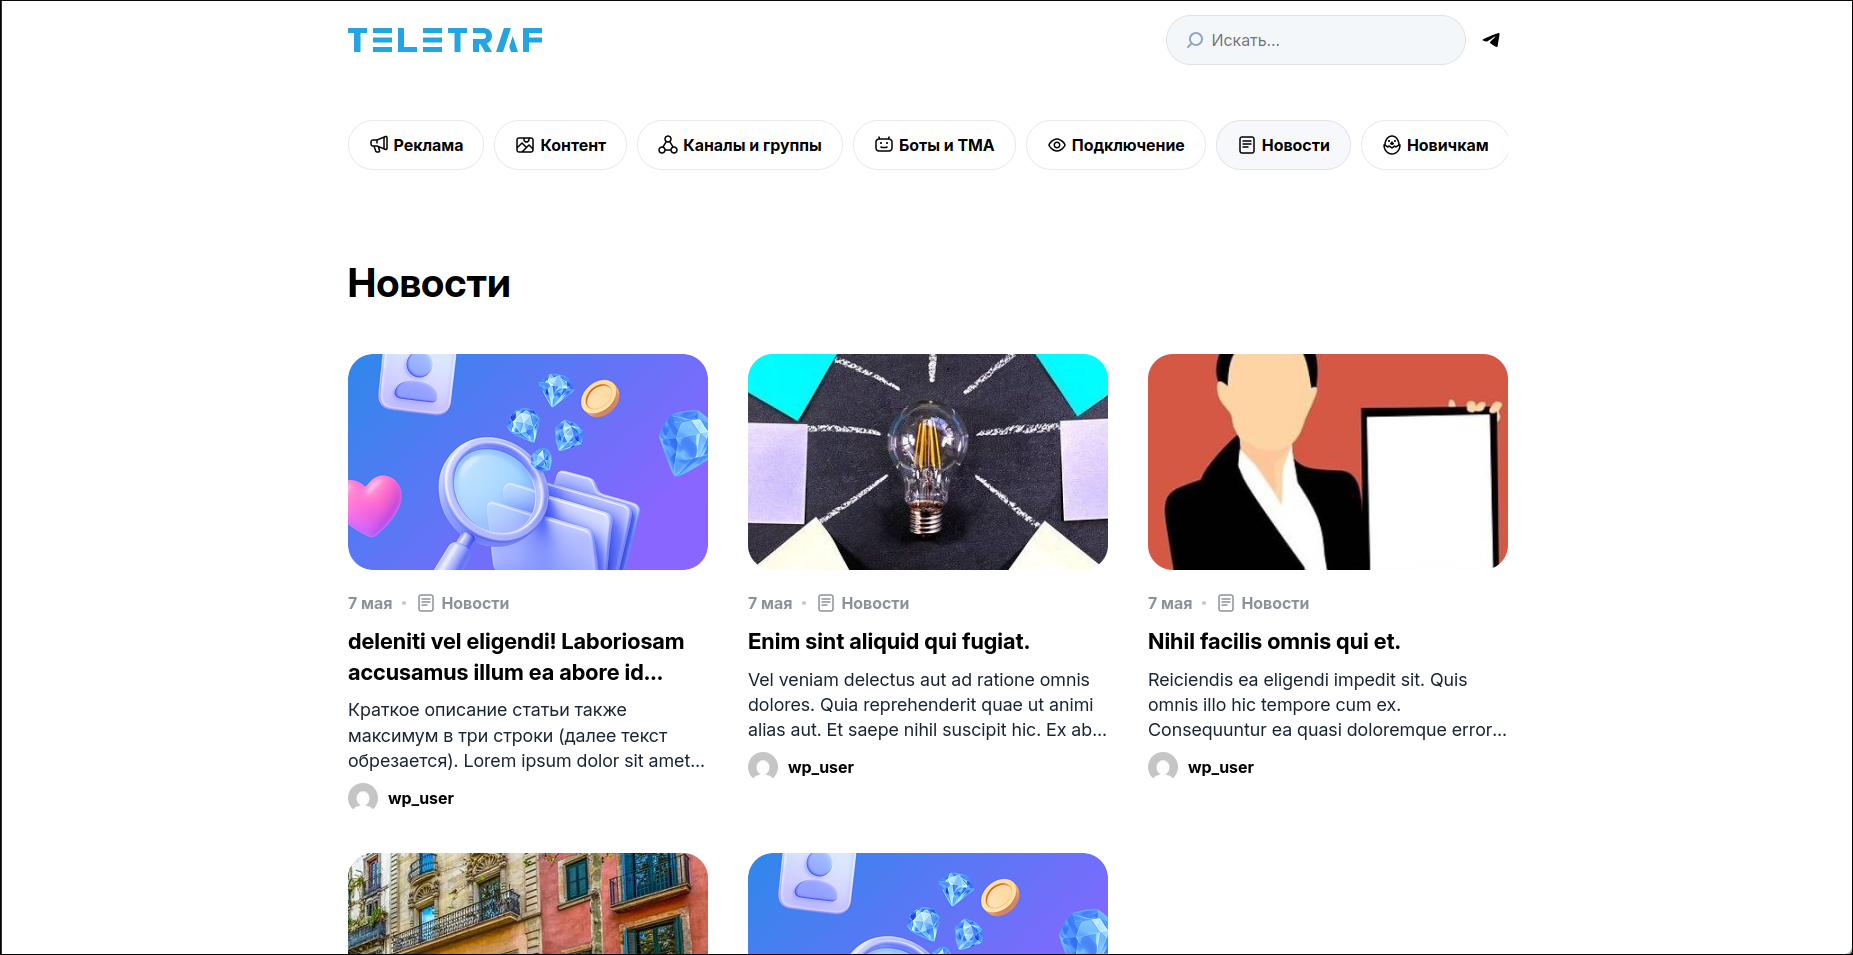 TELETRAF
Искать...
Реклама
Контент
Каналы и группы
Боты и TMA
Подключение
Новости
Новичкам
Новости
7 мая • Новости
deleniti vel eligendi! Laboriosam
accusamus illum ea abore id...
Краткое описание статьи также
максимум в три строки (далее текст
обрезается). Lorem ipsum dolor sit amet...
wp_user
7 мая • Новости
Enim sint aliquid qui fugiat.
Vel veniam delectus aut ad ratione omnis
dolores. Quia reprehenderit quae ut animi
alias aut. Et saepe nihil suscipit hic. Ex ab...
wp_user
7 мая • Новости
Nihil facilis omnis qui et.
Reiciendis ea eligendi impedit sit. Quis
omnis illo hic tempore cum ex.
Consequuntur ea quasi doloremque error...
wp_user